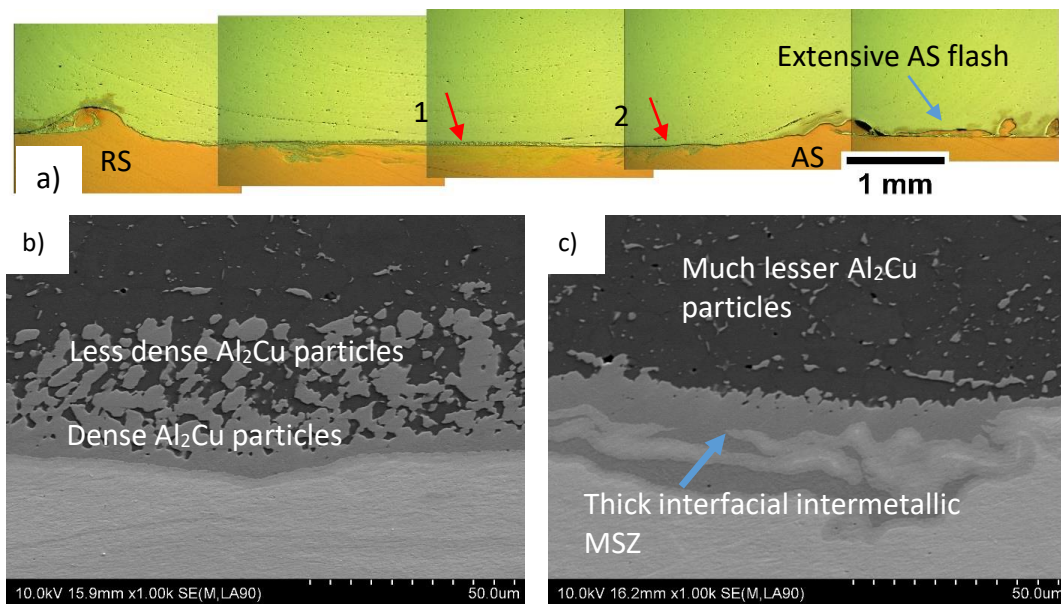 Extensive AS flash
1
2
RS
AS
a)
1 mm
b)
Less dense Al₂Cu particles
Dense Al₂Cu particles
10.0kV 15.9mm x1.00k SE(M,LA90)
50.0um
c)
Much lesser Al₂Cu
particles
Thick interfacial intermetallic
MSZ
10.0kV 16.2mm x1.00k SE(M,LA90)
50.0um